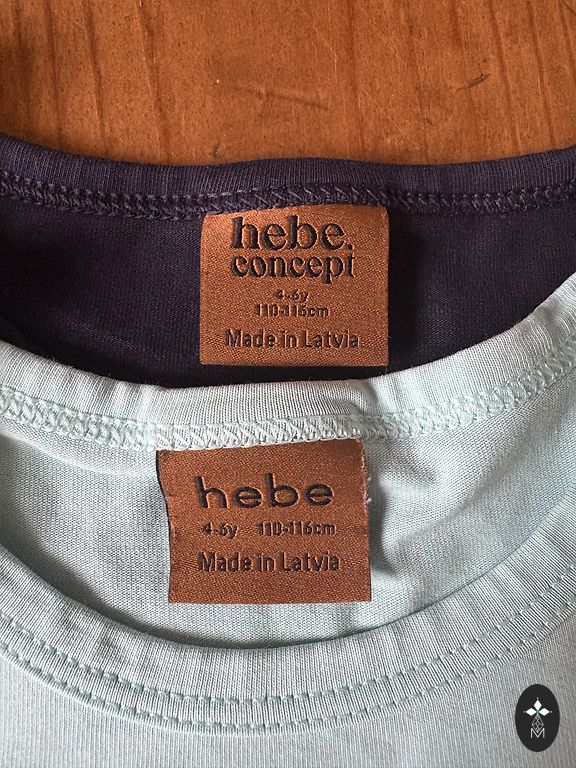 hebe.
concept
4-6y
110-116cm
Made in Latvia
hebe
4-6y 110-116cm
Made in Latvia
M